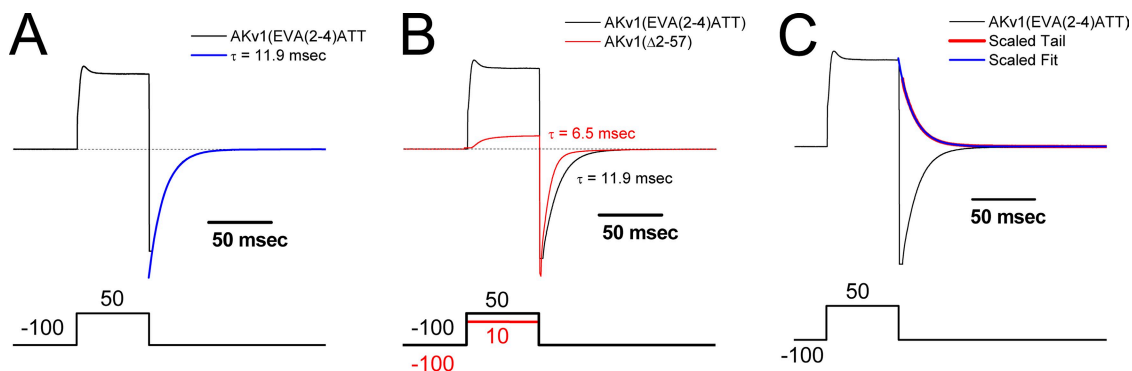 A
AKv1(EVA(2-4)ATT
τ = 11.9 msec
50 msec
50
-100
B
AKv1(EVA(2-4)ATT)
AKv1(Δ2-57)
τ = 6.5 msec
τ = 11.9 msec
50 msec
50
-100
10
-100
C
AKv1(EVA(2-4)ATT)
Scaled Tail
Scaled Fit
50 msec
50
-100